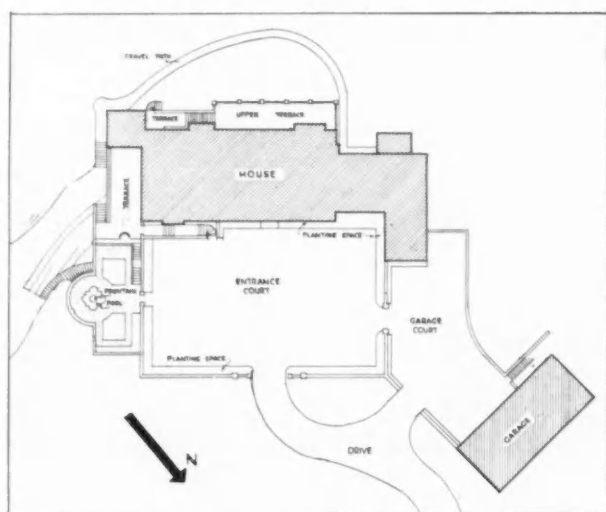 GRAVEL PATH
TERRACE
UPPER TERRACE
HOUSE
TERRACE
PLANTING SPACE
ENTRANCE
COURT
FOUNTAIN
POOL
GARAGE
COURT
PLANTING SPACE
GARAGE
DRIVE
N